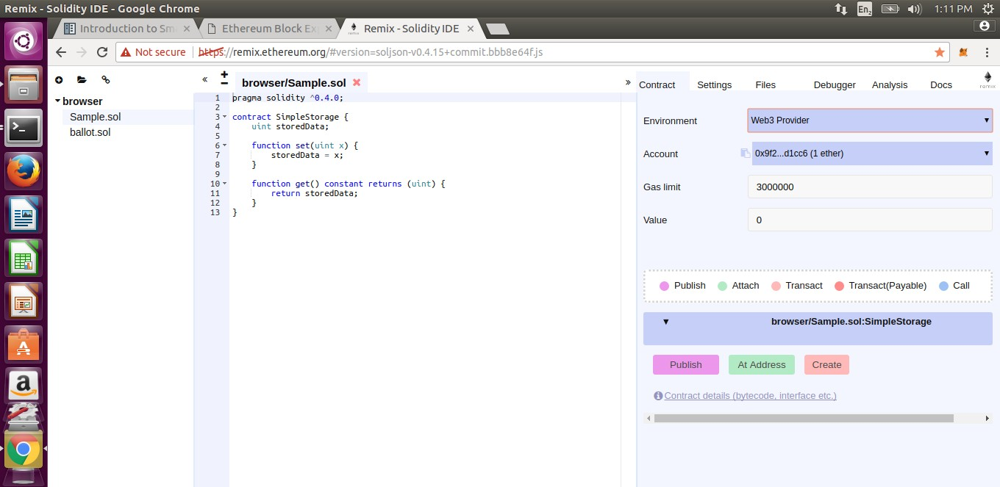 Remix - Solidity IDE - Google Chrome
En2
1:11 PM
Introduction to Sm
Ethereum Block Ex
Remix - Solidity IDE
Not secure
https://remix.ethereum.org/#version=soljson-v0.4.15+commit.bbb8e64f.js
browser
Sample.sol
ballot.sol
«
+
−
browser/Sample.sol
»
1 pragma solidity ^0.4.0;
2
3 contract SimpleStorage {
4 uint storedData;
5
6 function set(uint x) {
7 storedData = x;
8 }
9
10 function get() constant returns (uint) {
11 return storedData;
12 }
13 }
Contract
Settings
Files
Debugger
Analysis
Docs
remix
Environment
Web3 Provider
Account
0x9f2...d1cc6 (1 ether)
Gas limit
3000000
Value
0
Publish
Attach
Transact
Transact(Payable)
Call
browser/Sample.sol:SimpleStorage
Publish
At Address
Create
Contract details (bytecode, interface etc.)